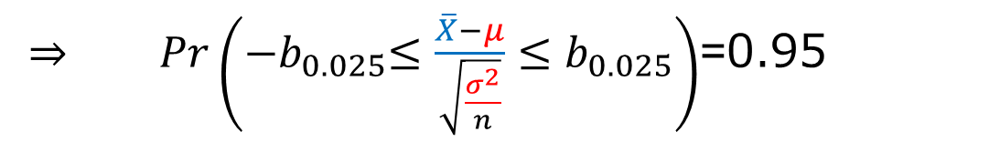 ⇒ Pr(−b₀.₀₂₅ ≤ (X̄−μ)/√(σ²/n) ≤ b₀.₀₂₅)=0.95